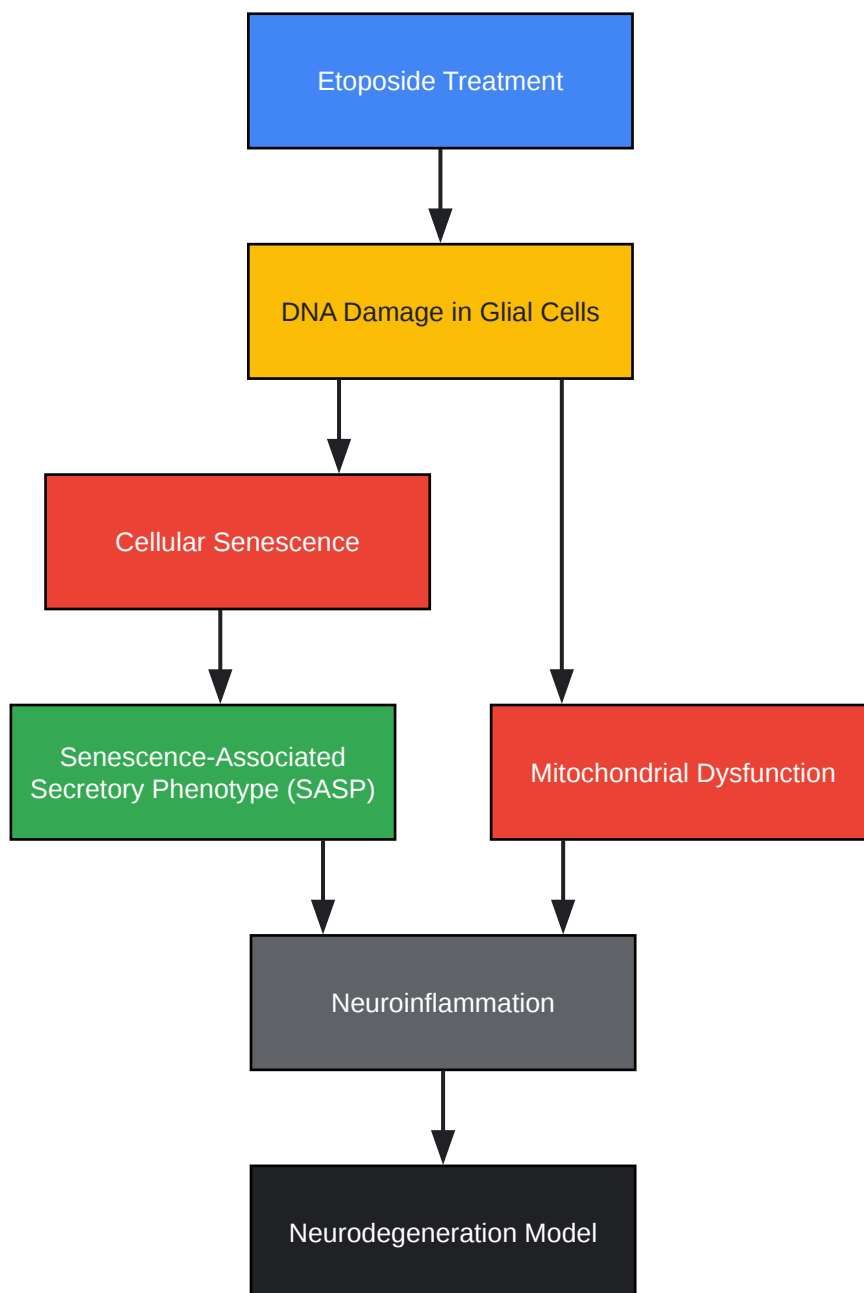 Etoposide Treatment
DNA Damage in Glial Cells
Cellular Senescence
Senescence-Associated
Secretory Phenotype (SASP)
Mitochondrial Dysfunction
Neuroinflammation
Neurodegeneration Model